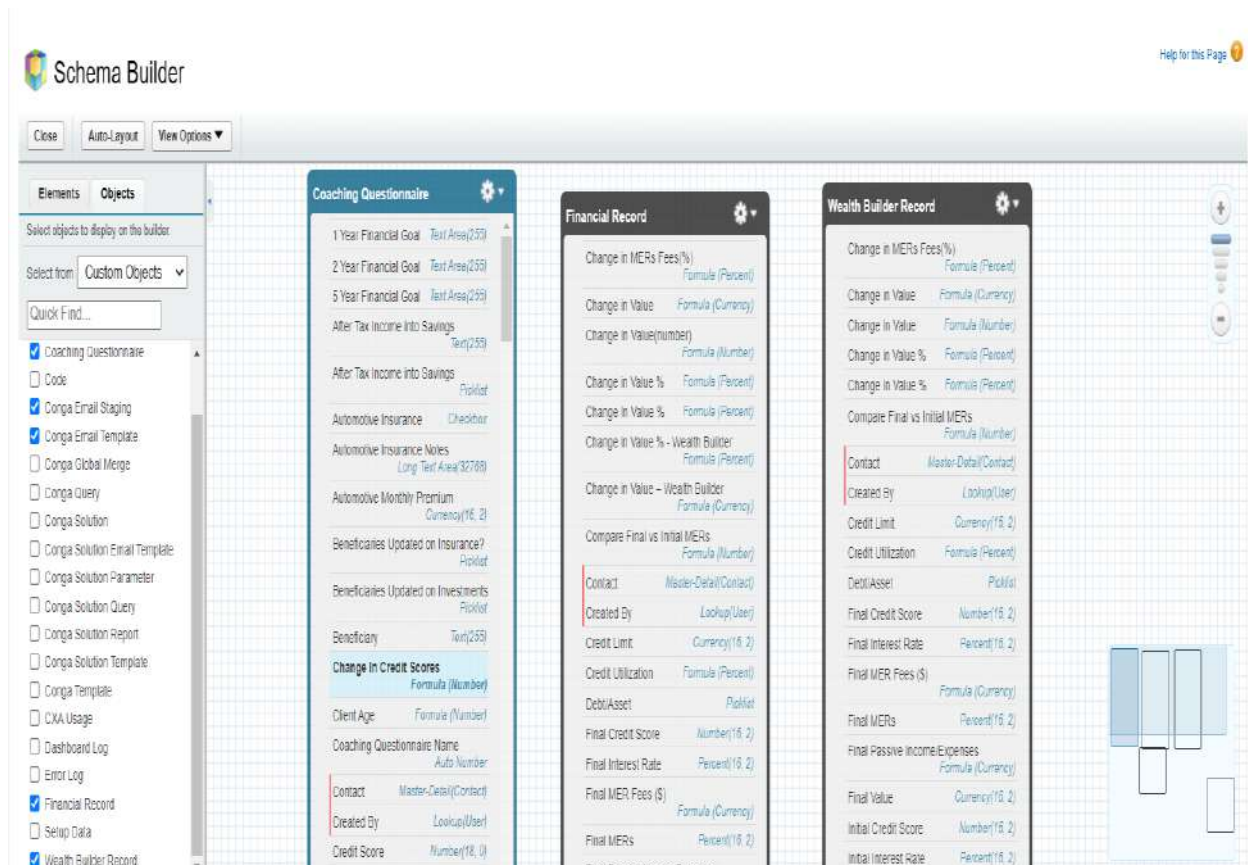 Help for this Page
Schema Builder
Close
Auto-Layout
View Options ▼
Elements
Objects
Select objects to display on the builder.
Select from
Custom Objects
Quick Find...
Coaching Questionnaire
Code
Conga Email Staging
Conga Email Template
Conga Global Merge
Conga Query
Conga Solution
Conga Solution Email Template
Conga Solution Parameter
Conga Solution Query
Conga Solution Report
Conga Solution Template
Conga Template
CXA Usage
Dashboard Log
Error Log
Financial Record
Setup Data
Wealth Builder Record
Coaching Questionnaire
1 Year Financial Goal Text Area(255)
2 Year Financial Goal Text Area(255)
5 Year Financial Goal Text Area(255)
After Tax Income into Savings
Text(255)
After Tax Income into Savings
Picklist
Automotive Insurance Checkbox
Automotive Insurance Notes
Long Text Area(32768)
Automotive Monthly Premium
Currency(16, 2)
Beneficiaries Updated on Insurance?
Picklist
Beneficiaries Updated on Investments
Picklist
Beneficiary Text(255)
Change in Credit Scores
Formula (Number)
Client Age Formula (Number)
Coaching Questionnaire Name
Auto Number
Contact Master-Detail(Contact)
Created By Lookup(User)
Credit Score Number(18, 0)
Financial Record
Change in MERs Fees(%)
Formula (Percent)
Change in Value Formula (Currency)
Change in Value(number)
Formula (Number)
Change in Value % Formula (Percent)
Change in Value % Formula (Percent)
Change in Value % - Wealth Builder
Formula (Percent)
Change in Value – Wealth Builder
Formula (Currency)
Compare Final vs Initial MERs
Formula (Number)
Contact Master-Detail(Contact)
Created By Lookup(User)
Credit Limit Currency(16, 2)
Credit Utilization Formula (Percent)
Debt/Asset Picklist
Final Credit Score Number(16, 2)
Final Interest Rate Percent(16, 2)
Final MER Fees ($)
Formula (Currency)
Final MERs Percent(16, 2)
Wealth Builder Record
Change in MERs Fees(%)
Formula (Percent)
Change in Value Formula (Currency)
Change in Value Formula (Number)
Change in Value % Formula (Percent)
Change in Value % Formula (Percent)
Compare Final vs Initial MERs
Formula (Number)
Contact Master-Detail(Contact)
Created By Lookup(User)
Credit Limit Currency(16, 2)
Credit Utilization Formula (Percent)
Debt/Asset Picklist
Final Credit Score Number(16, 2)
Final Interest Rate Percent(16, 2)
Final MER Fees ($)
Formula (Currency)
Final MERs Percent(16, 2)
Final Passive Income/Expenses
Formula (Currency)
Final Value Currency(16, 2)
Initial Credit Score Number(16, 2)
Initial Interest Rate Percent(16, 2)